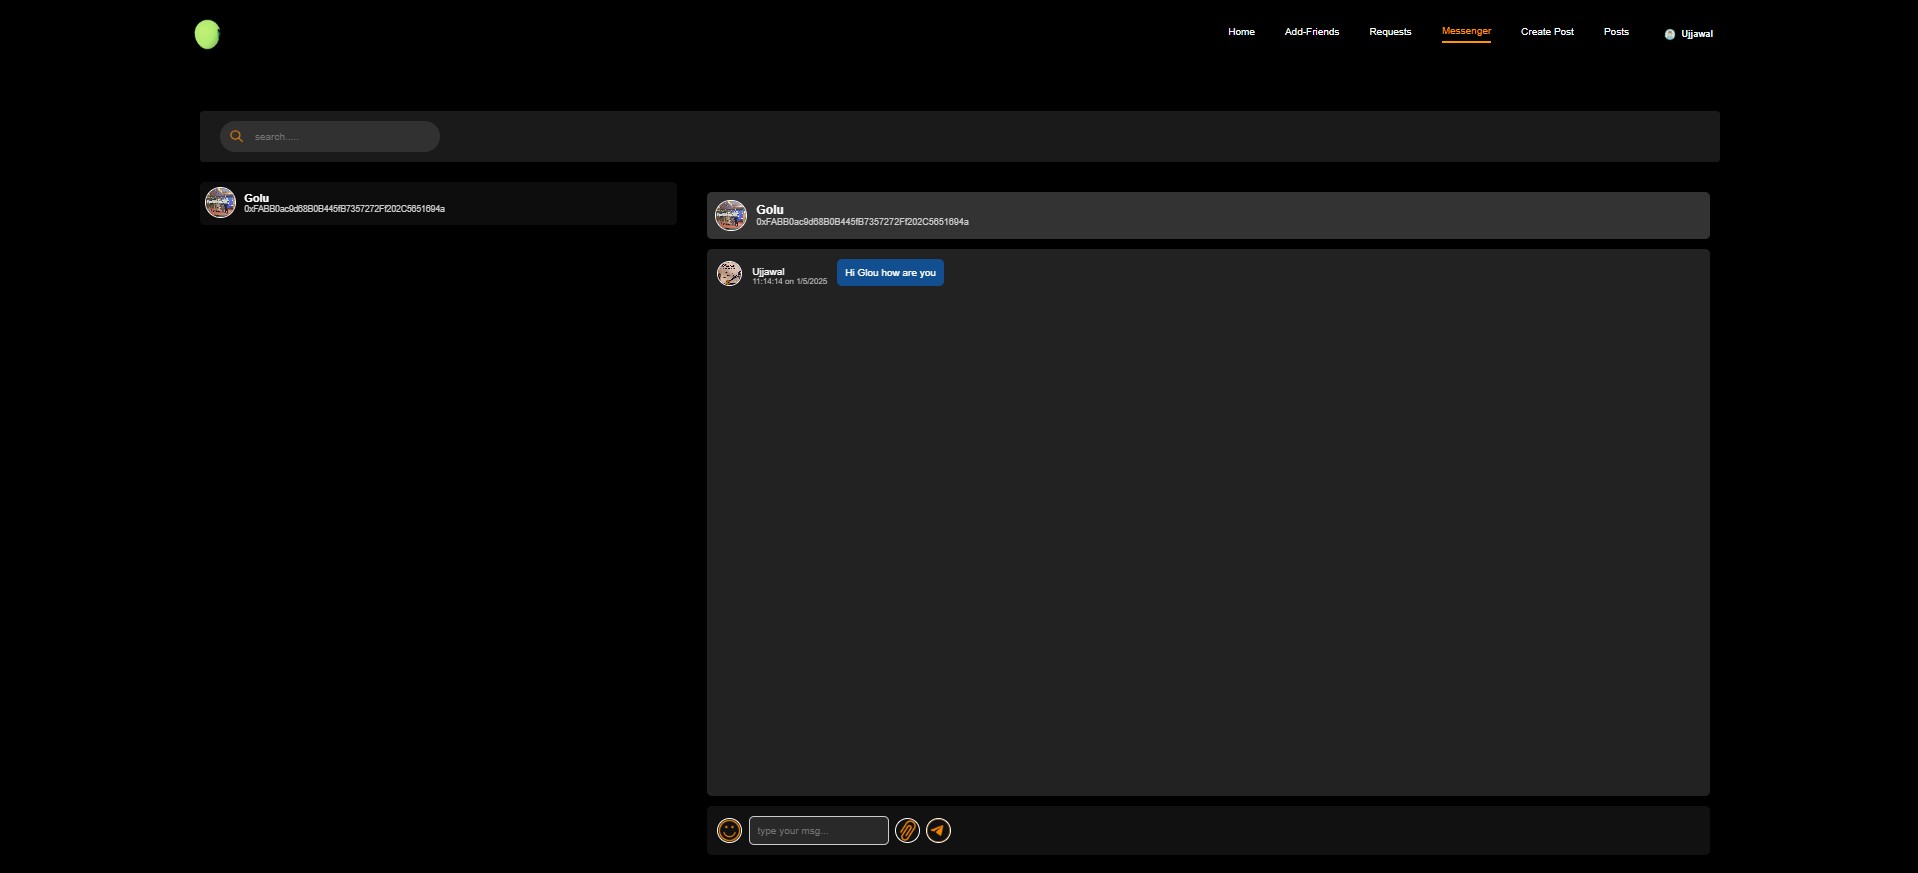 Home Add-Friends Requests Messenger Create Post Posts Ujjawal
search.....
Golu
0xFABB0ac9d68B0B445fB7357272Ff202C5651694a
Golu
0xFABB0ac9d68B0B445fB7357272Ff202C5651694a
Ujjawal
11:14:14 on 1/5/2025
Hi Glou how are you
type your msg...